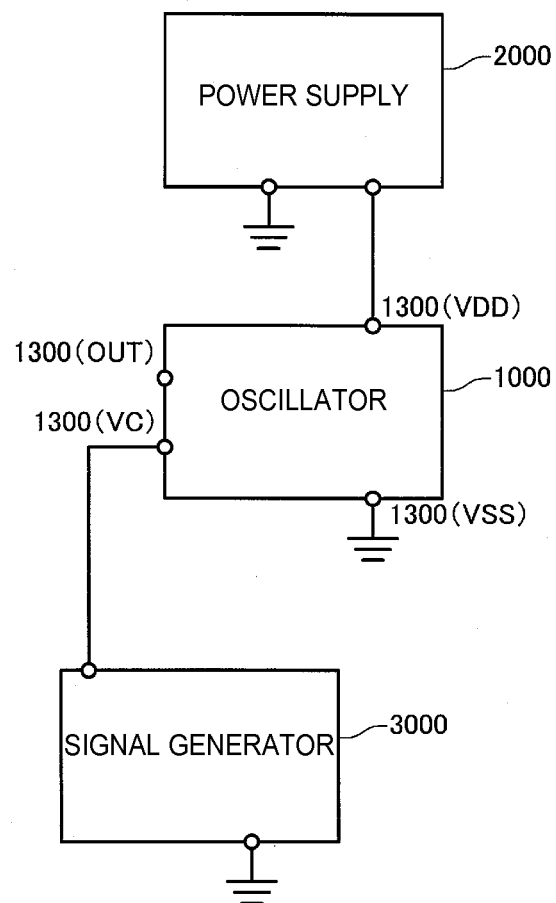 POWER SUPPLY
2000
1300(VDD)
1300(OUT)
OSCILLATOR
1000
1300(VC)
1300(VSS)
SIGNAL GENERATOR
3000